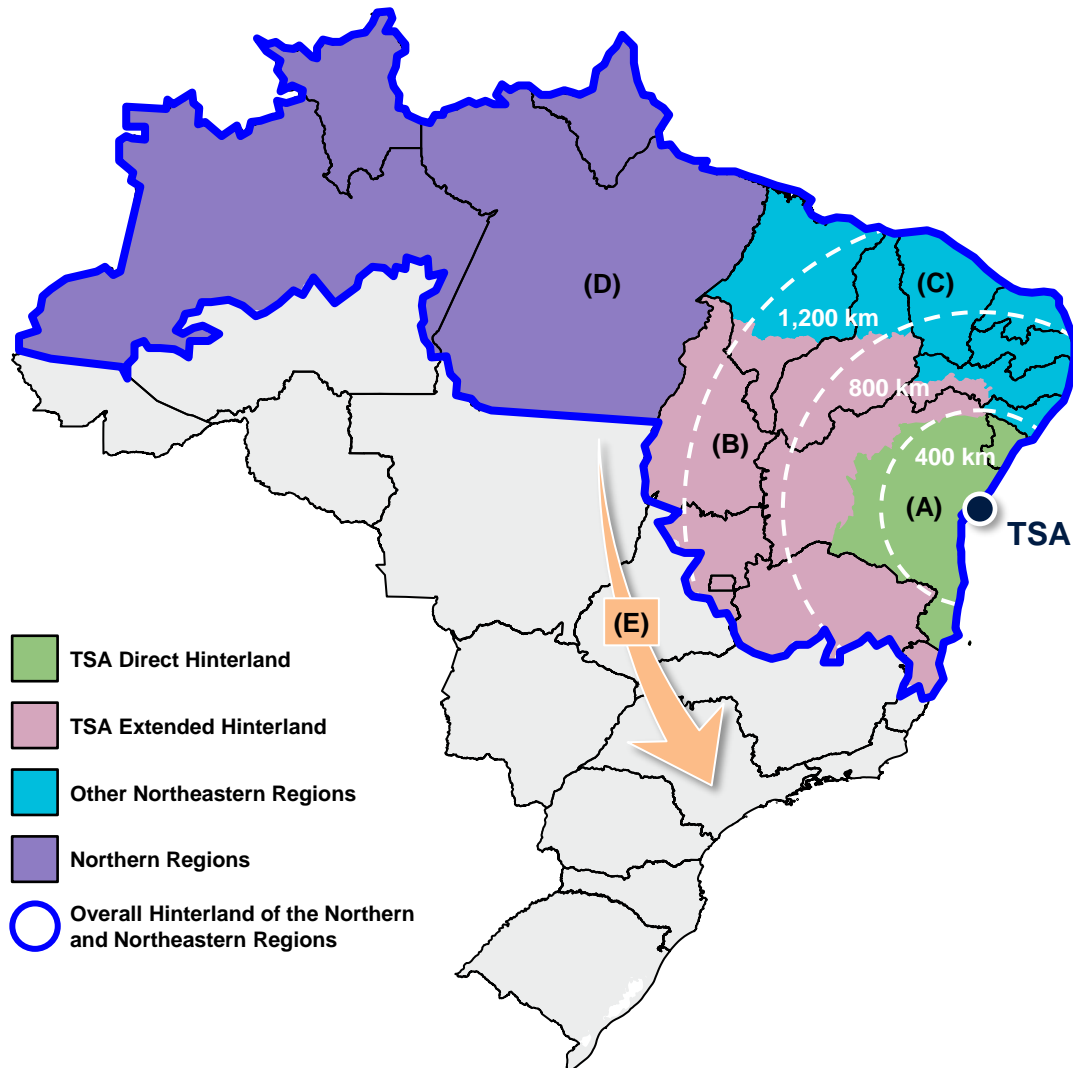 (D)
(C)
1,200 km
800 km
(B)
400 km
(A)
TSA
(E)
TSA Direct Hinterland
TSA Extended Hinterland
Other Northeastern Regions
Northern Regions
Overall Hinterland of the Northern
and Northeastern Regions